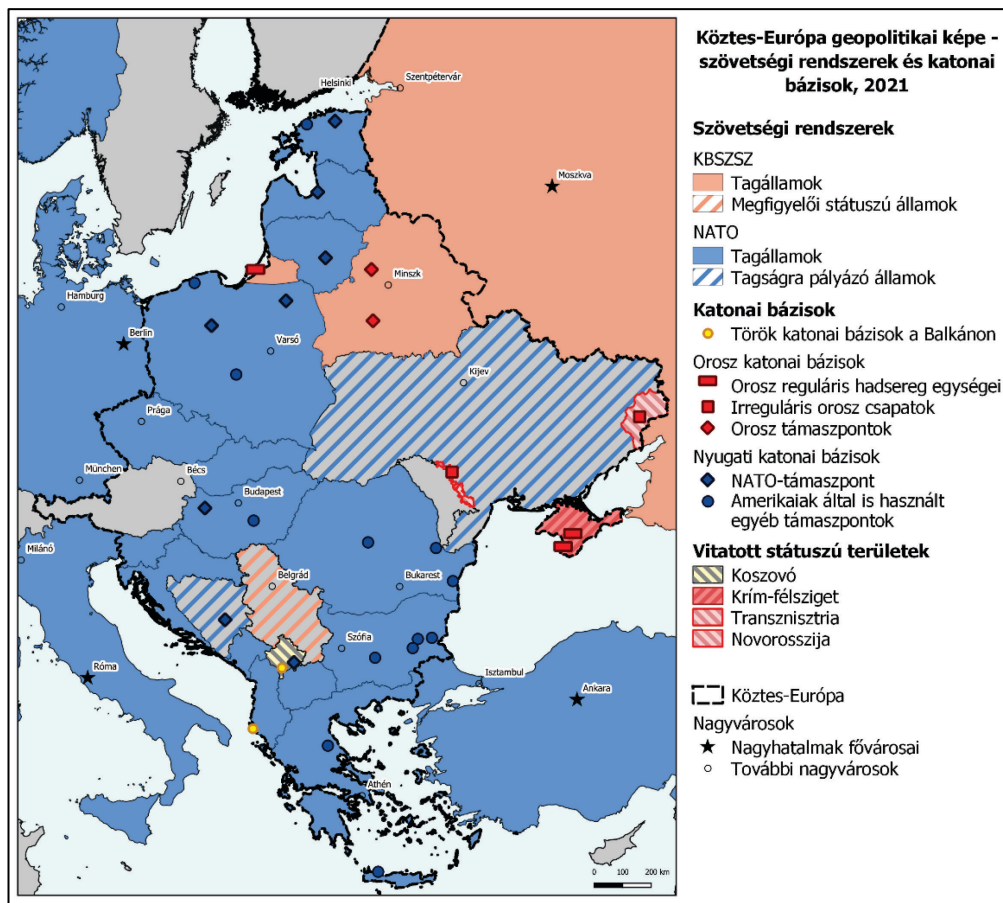 Köztes-Európa geopolitikai képe -
szövetségi rendszerek és katonai
bázisok, 2021
Szövetségi rendszerek
KBSZSZ
Tagállamok
Megfigyelői státuszú államok
NATO
Tagállamok
Tagságra pályázó államok
Katonai bázisok
Török katonai bázisok a Balkánon
Orosz katonai bázisok
Orosz reguláris hadsereg egységei
Irreguláris orosz csapatok
Orosz támaszpontok
Nyugati katonai bázisok
NATO-támaszpont
Amerikaiak által is használt
egyéb támaszpontok
Vitatott státuszú területek
Koszovó
Krím-félsziget
Transznisztria
Novorosszija
Köztes-Európa
Nagyvárosok
Nagyhatalmak fővárosai
További nagyvárosok
Helsinki
Szentpétervár
Moszkva
Minszk
Hamburg
Berlin
Varsó
Kijev
Prága
München
Bécs
Budapest
Milánó
Belgrád
Bukarest
Szófia
Róma
Isztambul
Ankara
Athén
0 100 200 km